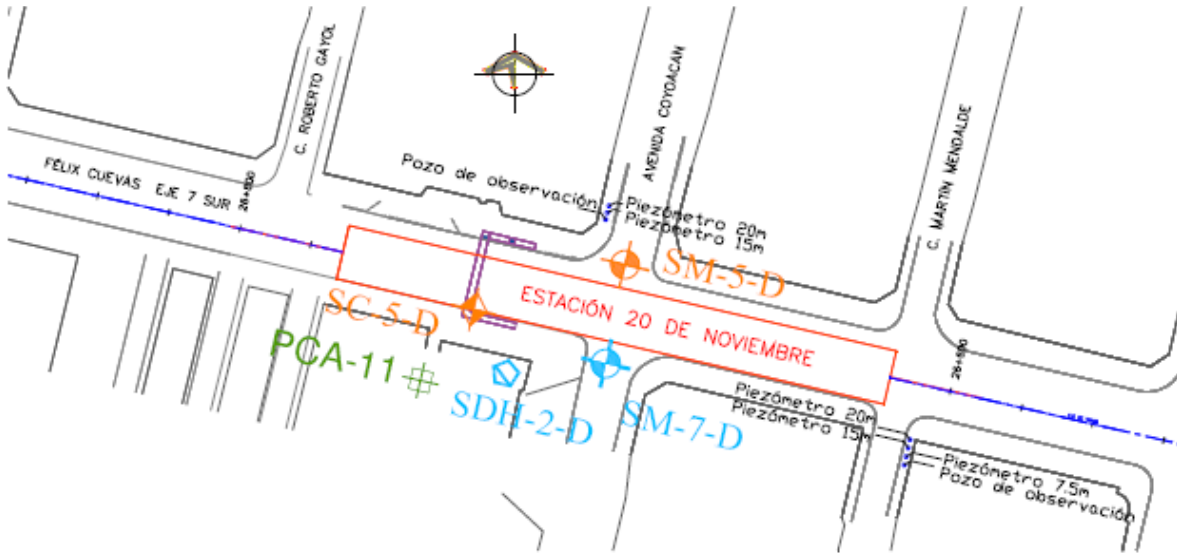 C. ROBERTO GAYOL
AVENIDA COYOACAN
C. MARTIN MENDALDE
Pozo de observación
Piezómetro 20m
Piezómetro 15m
FÉLIX CUEVAS EJE 7 SUR
SM-5-D
ESTACIÓN 20 DE NOVIEMBRE
SC-5-D
PCA-11
SDH-2-D
SM-7-D
Piezómetro 20m
Piezómetro 15m
Piezómetro 7.5m
Pozo de observación